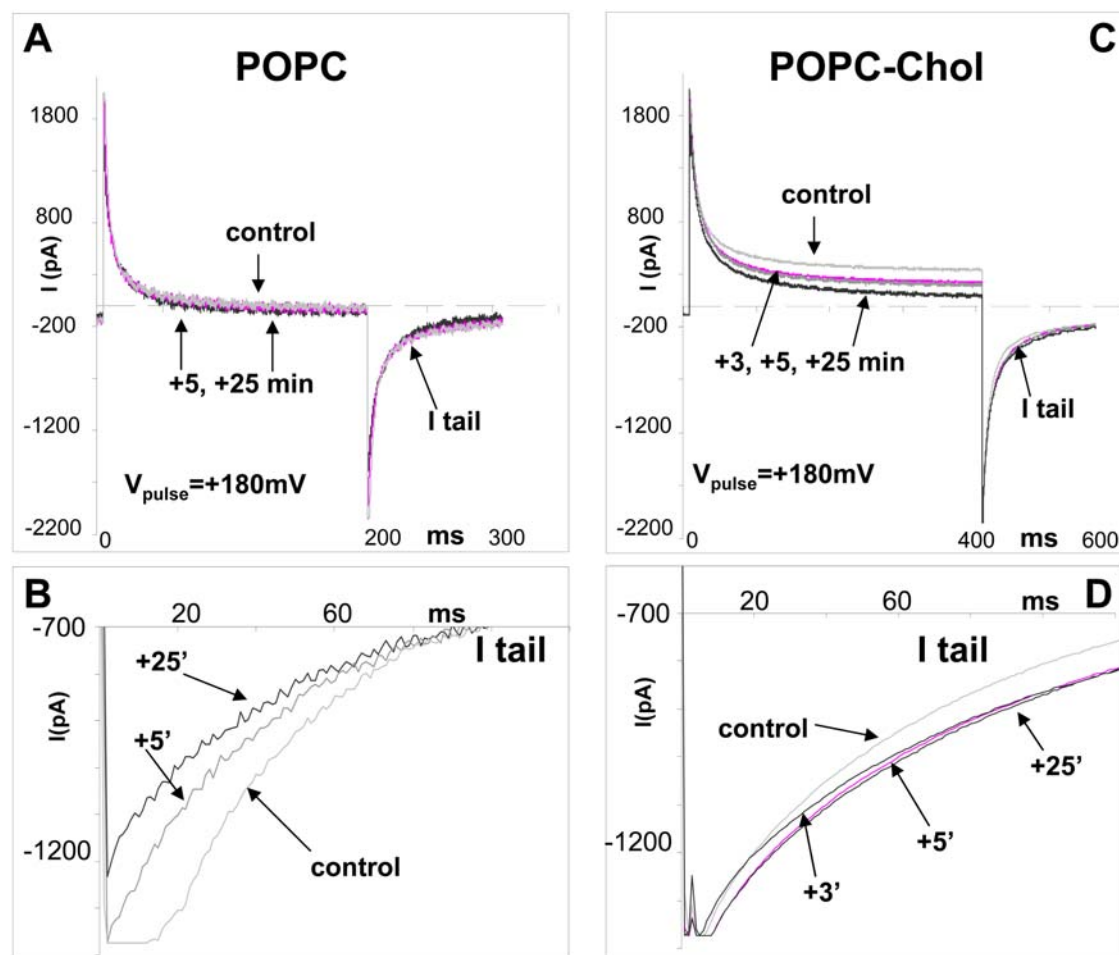 A
POPC
1800
800
-200
-1200
-2200
I (pA)
control
+5, +25 min
I tail
Vpulse=+180mV
0
200
ms
300
C
POPC-Chol
1800
800
-200
-1200
-2200
I (pA)
control
+3, +5, +25 min
I tail
Vpulse=+180mV
0
400
ms
600
B
20
60
ms
-700
-1200
I(pA)
I tail
+25'
+5'
control
D
20
60
ms
-700
-1200
I(pA)
I tail
control
+25'
+5'
+3'